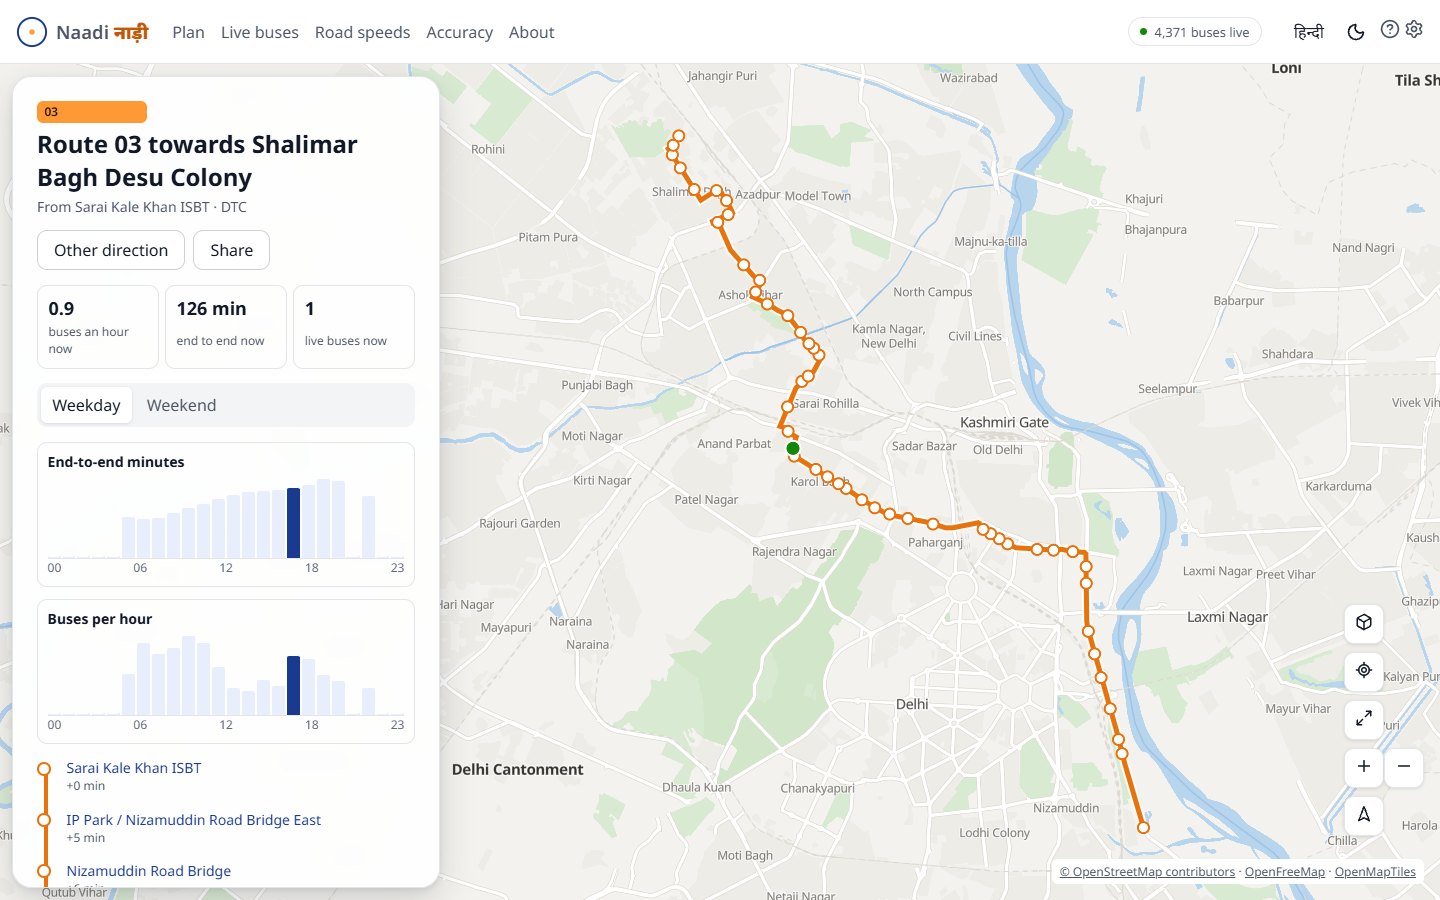 Naadi नाड़ी
Plan
Live buses
Road speeds
Accuracy
About
4,371 buses live
हिन्दी
03
Route 03 towards Shalimar
Bagh Desu Colony
From Sarai Kale Khan ISBT · DTC
Other direction
Share
0.9
buses an hour
now
126 min
end to end now
1
live buses now
Weekday
Weekend
End-to-end minutes
00 06 12 18 23
Buses per hour
00 06 12 18 23
Sarai Kale Khan ISBT
+0 min
IP Park / Nizamuddin Road Bridge East
+5 min
Nizamuddin Road Bridge
Qutub Vihar
Jahangir Puri
Wazirabad
Loni
Tila Sh
Rohini
Azadpur
Model Town
Khajuri
Bhajanpura
Pitam Pura
Majnu-ka-tilla
Nand Nagri
North Campus
Babarpur
Kamla Nagar,
New Delhi
Civil Lines
Shahdara
Punjabi Bagh
Seelampur
Sarai Rohilla
Vivek Vih
Kashmiri Gate
Moti Nagar
Anand Parbat
Sadar Bazar
Old Delhi
Kirti Nagar
Karkarduma
Patel Nagar
Rajouri Garden
Paharganj
Kaush
Rajendra Nagar
Laxmi Nagar
Preet Vihar
Hari Nagar
Ghazip
Mayapuri
Naraina
Laxmi Nagar
Naraina
Kalyan Pur
Delhi
Mayur Vihar
Puri
Delhi Cantonment
Dhaula Kuan
Chanakyapuri
Nizamuddin
Lodhi Colony
Harola
Chilla
Moti Bagh
Netaji Nagar
© OpenStreetMap contributors · OpenFreeMap · OpenMapTiles